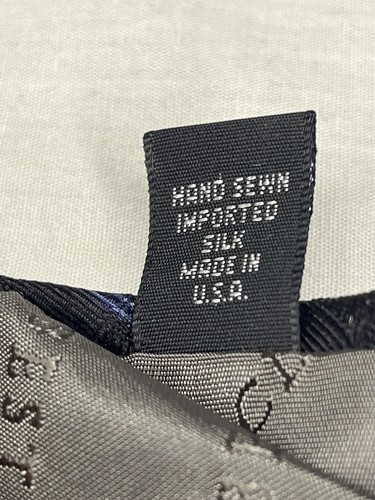 HAND SEWN
IMPORTED
SILK
MADE IN
U.S.A.